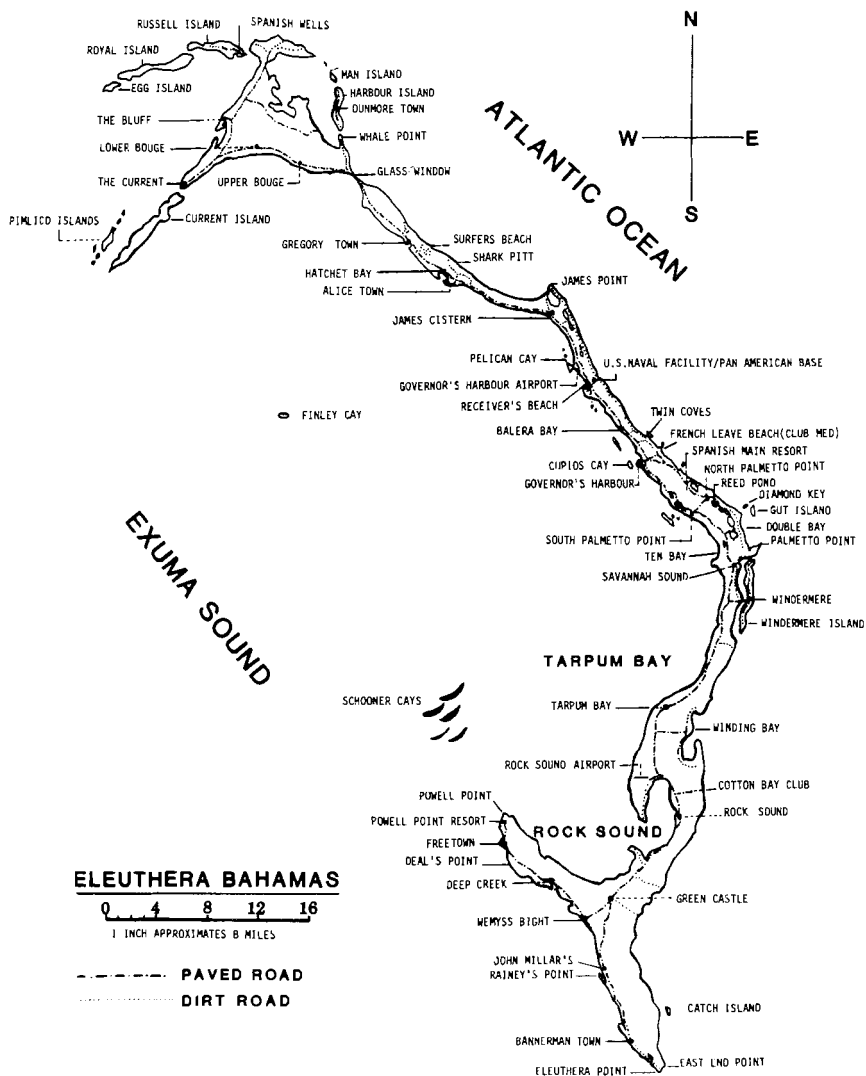 RUSSELL ISLAND
SPANISH WELLS
ROYAL ISLAND
EGG ISLAND
MAN ISLAND
HARBOUR ISLAND
DUNMORE TOWN
THE BLUFF
WHALE POINT
LOWER BOUGE
GLASS WINDOW
THE CURRENT
UPPER BOUGE
PIMLICO ISLANDS
CURRENT ISLAND
N
W
E
S
ATLANTIC OCEAN
GREGORY TOWN
SURFERS BEACH
SHARK PITT
HATCHET BAY
ALICE TOWN
JAMES POINT
JAMES CISTERN
PELICAN CAY
U.S.NAVAL FACILITY/PAN AMERICAN BASE
GOVERNOR'S HARBOUR AIRPORT
RECEIVER'S BEACH
FINLEY CAY
TWIN COVES
BALERA BAY
FRENCH LEAVE BEACH(CLUB MED)
SPANISH MAIN RESORT
CUPIOS CAY
NORTH PALMETTO POINT
GOVERNOR'S HARBOUR
REED POND
DIAMOND KEY
GUT ISLAND
DOUBLE BAY
SOUTH PALMETTO POINT
PALMETTO POINT
TEN BAY
SAVANNAH SOUND
EXUMA SOUND
WINDERMERE
WINDERMERE ISLAND
TARPUM BAY
SCHOONER CAYS
TARPUM BAY
WINDING BAY
ROCK SOUND AIRPORT
COTTON BAY CLUB
POWELL POINT
ROCK SOUND
POWELL POINT RESORT
ROCK SOUND
FREETOWN
DEAL'S POINT
DEEP CREEK
GREEN CASTLE
WEMYSS BIGHT
ELEUTHERA BAHAMAS
0 4 8 12 16
1 INCH APPROXIMATES 8 MILES
PAVED ROAD
DIRT ROAD
JOHN MILLAR'S
RAINEY'S POINT
CATCH ISLAND
BANNERMAN TOWN
EAST END POINT
ELEUTHERA POINT